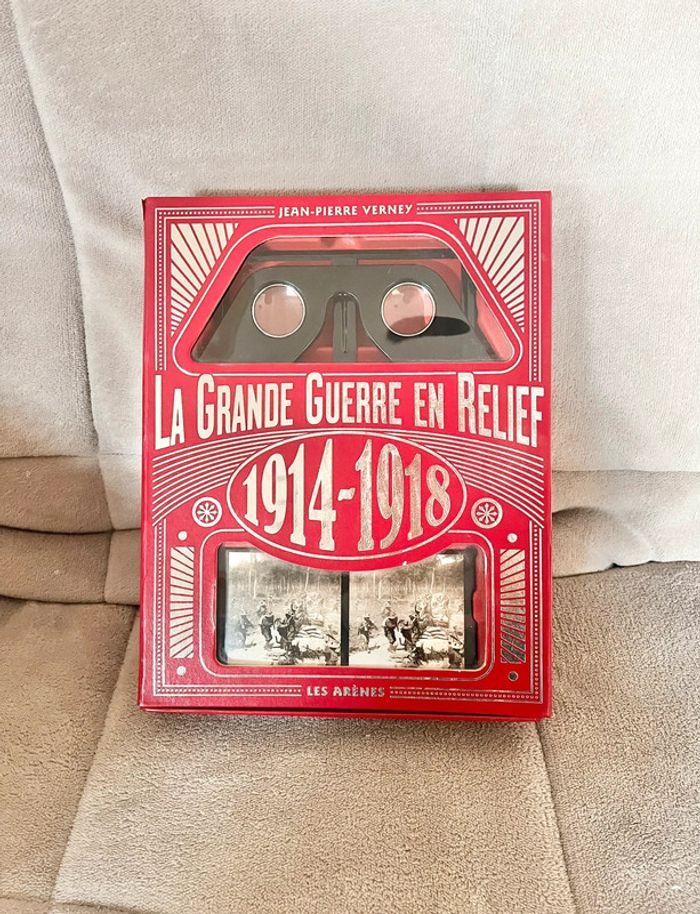 JEAN-PIERRE VERNEY
LA GRANDE GUERRE EN RELIEF
1914-1918
LES ARÈNES